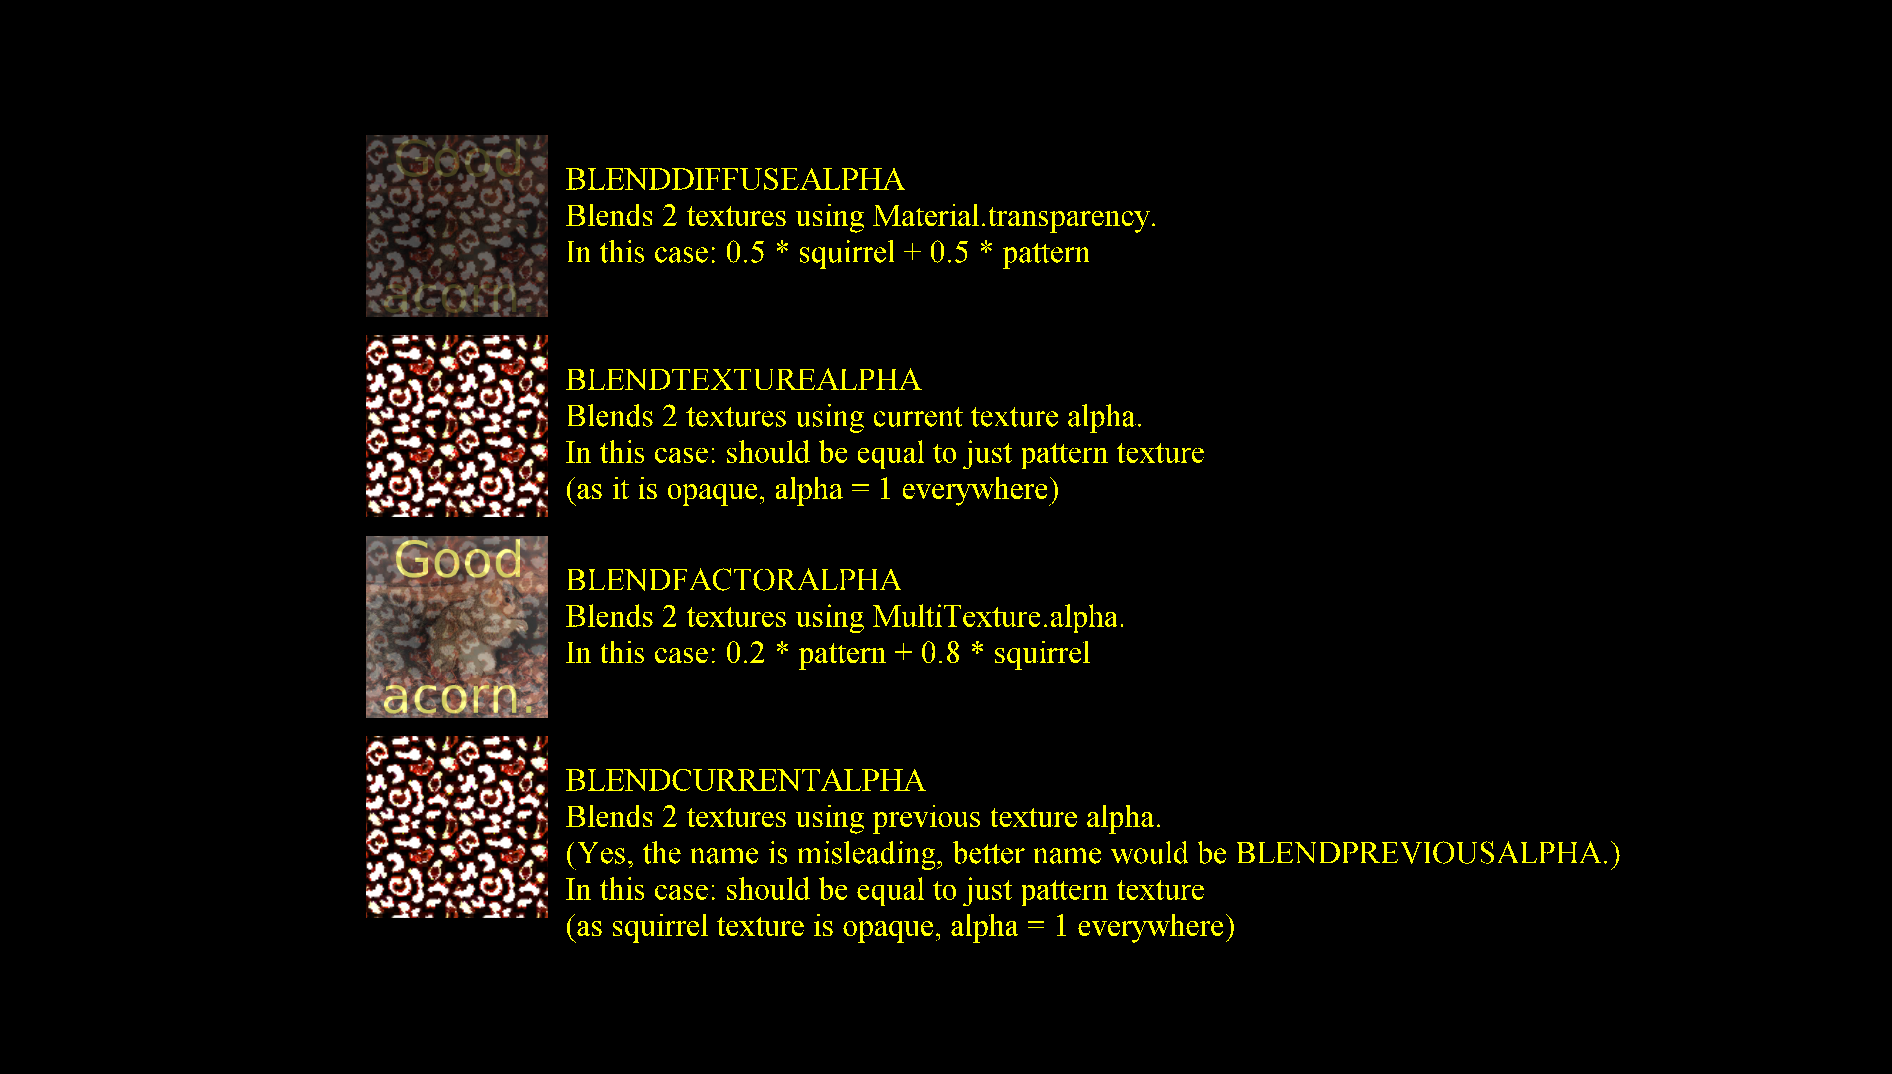 Good
acorn.
BLENDDIFFUSEALPHA
Blends 2 textures using Material.transparency.
In this case: 0.5 * squirrel + 0.5 * pattern
BLENDTEXTUREALPHA
Blends 2 textures using current texture alpha.
In this case: should be equal to just pattern texture
(as it is opaque, alpha = 1 everywhere)
Good
acorn.
BLENDFACTORALPHA
Blends 2 textures using MultiTexture.alpha.
In this case: 0.2 * pattern + 0.8 * squirrel
BLENDCURRENTALPHA
Blends 2 textures using previous texture alpha.
(Yes, the name is misleading, better name would be BLENDPREVIOUSALPHA.)
In this case: should be equal to just pattern texture
(as squirrel texture is opaque, alpha = 1 everywhere)